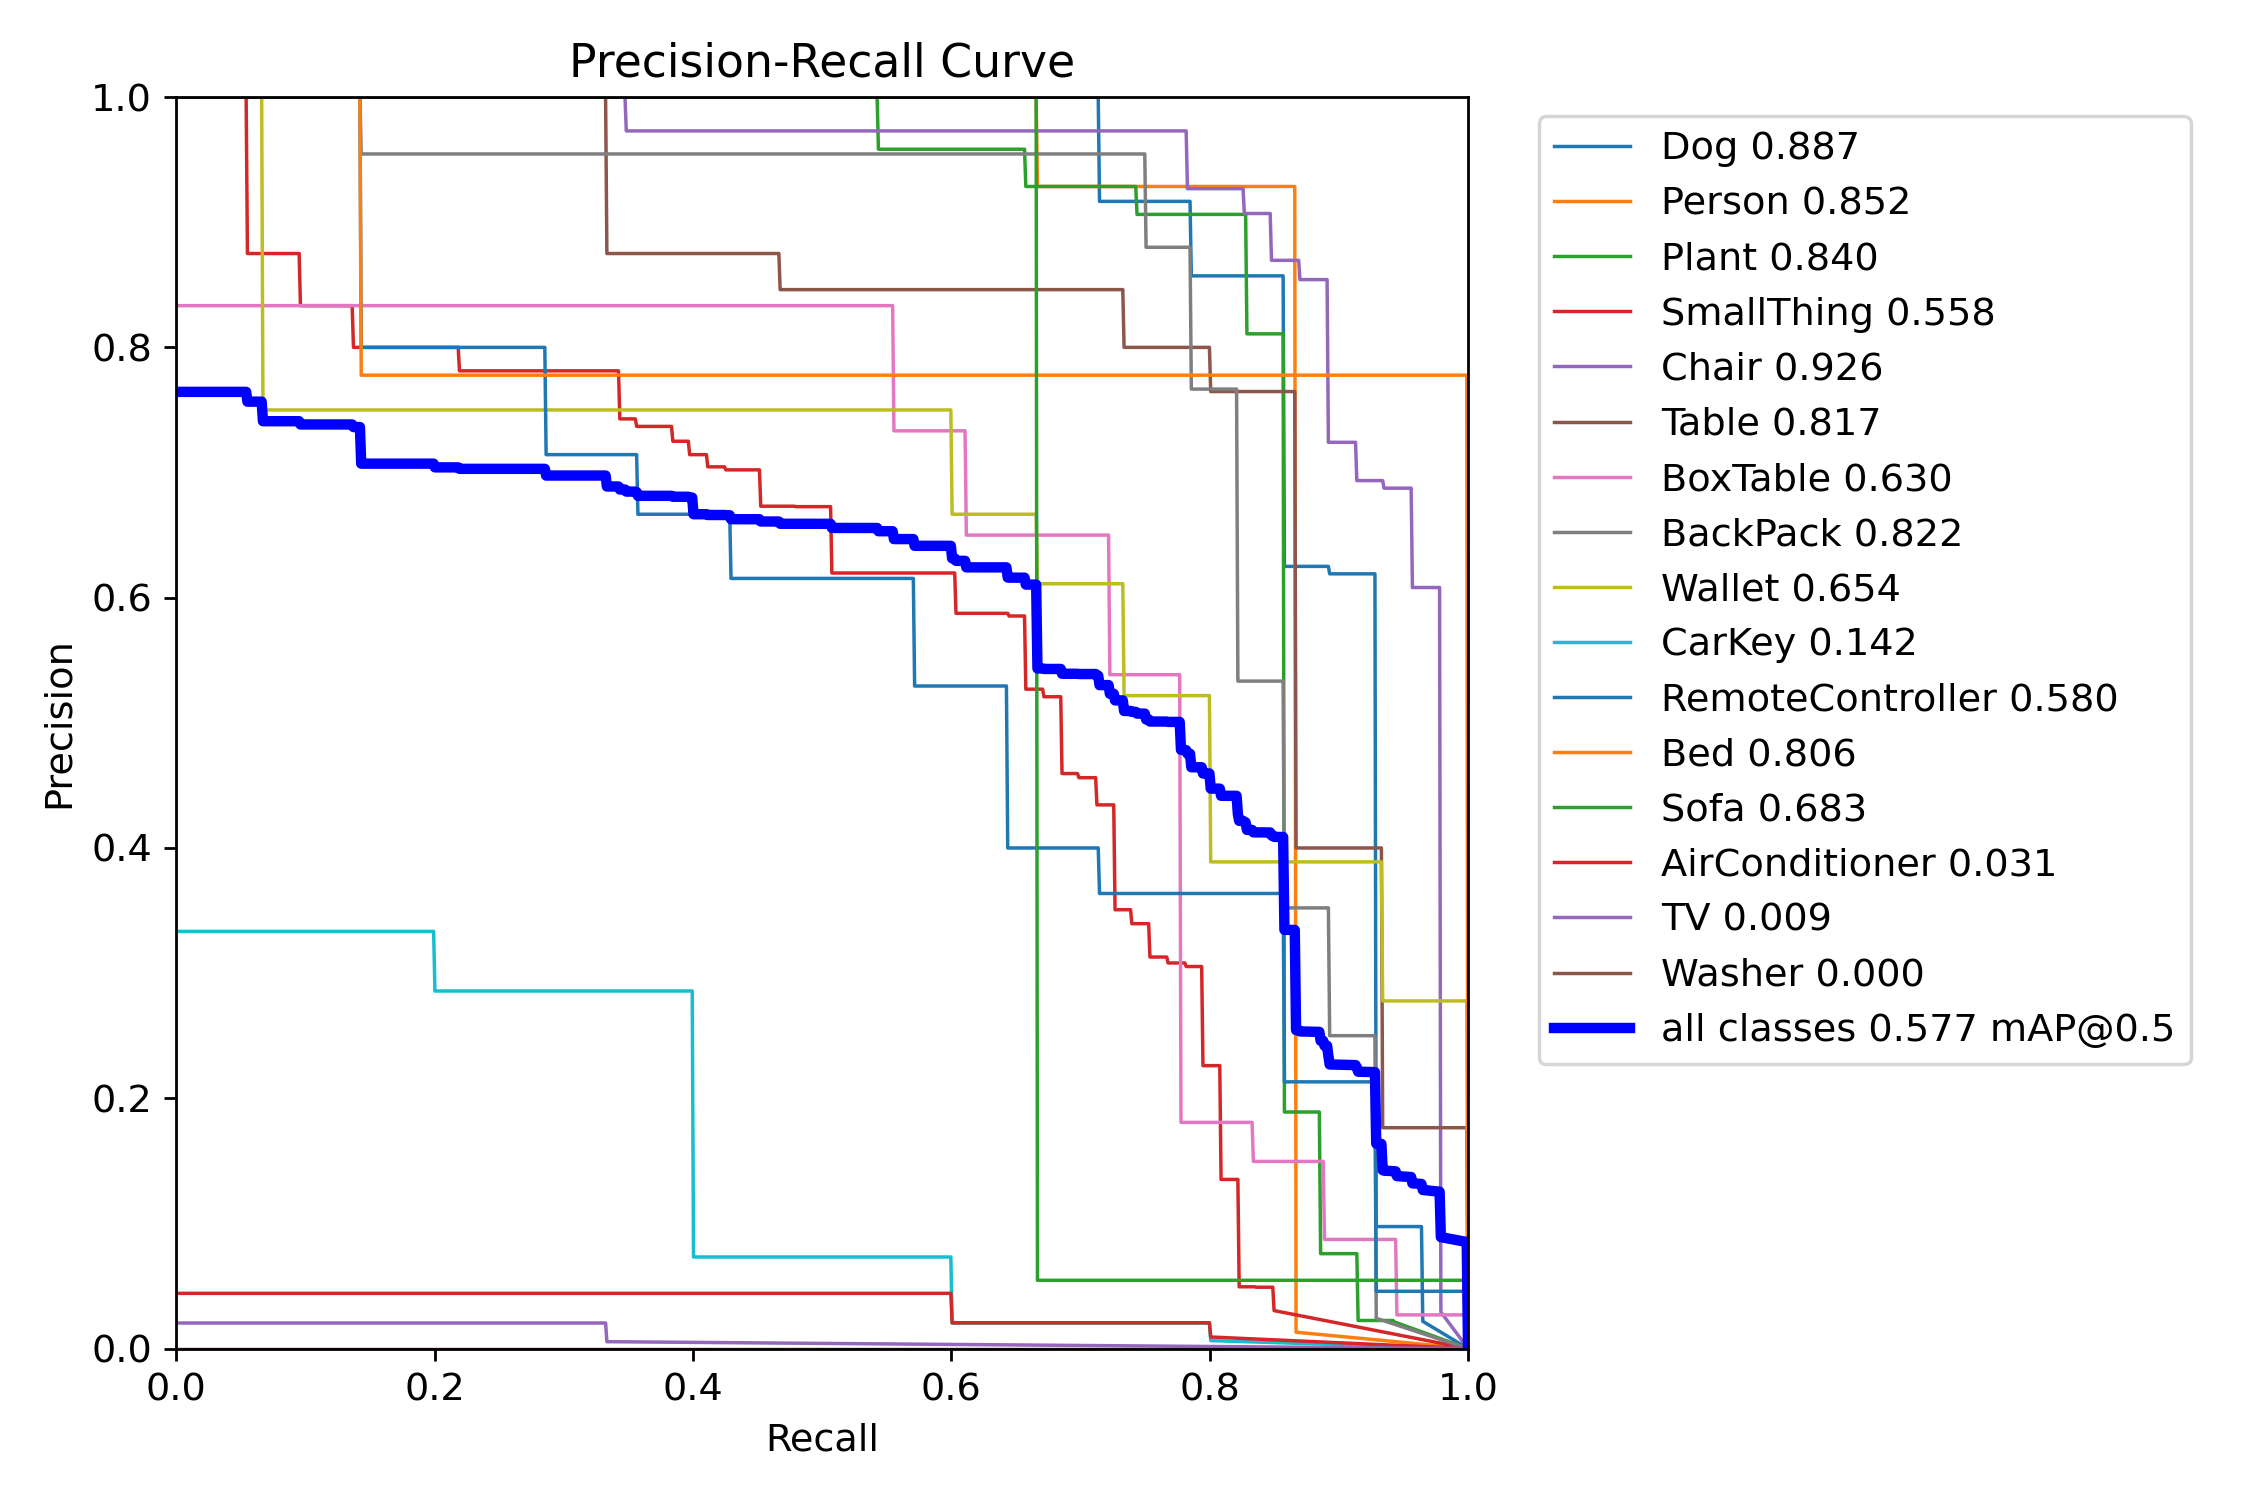 Precision-Recall Curve
1.0
0.8
0.6
0.4
0.2
0.0
Precision
0.0 0.2 0.4 0.6 0.8 1.0
Recall
Dog 0.887
Person 0.852
Plant 0.840
SmallThing 0.558
Chair 0.926
Table 0.817
BoxTable 0.630
BackPack 0.822
Wallet 0.654
CarKey 0.142
RemoteController 0.580
Bed 0.806
Sofa 0.683
AirConditioner 0.031
TV 0.009
Washer 0.000
all classes 0.577 mAP@0.5